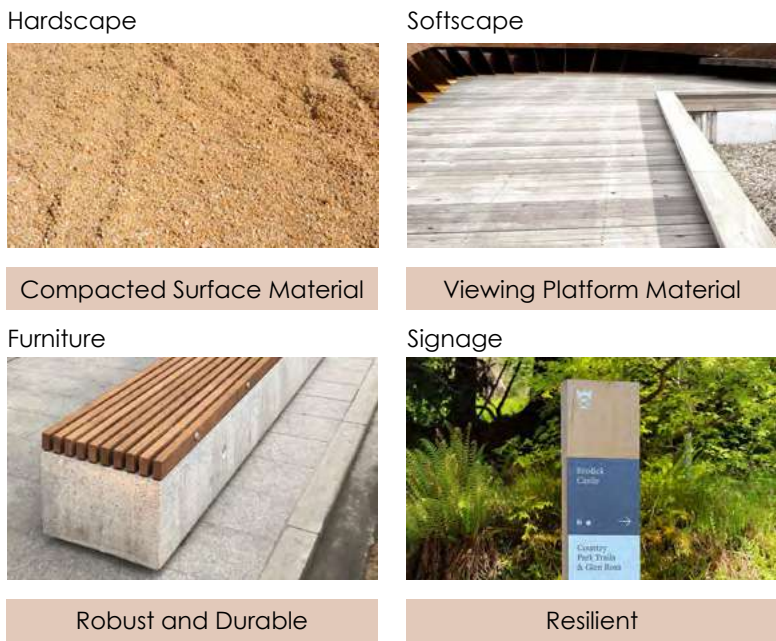 Hardscape
Softscape
Compacted Surface Material
Viewing Platform Material
Furniture
Signage
Brodick
Castle
Country
Park Trails
& Glen Rosa
Robust and Durable
Resilient